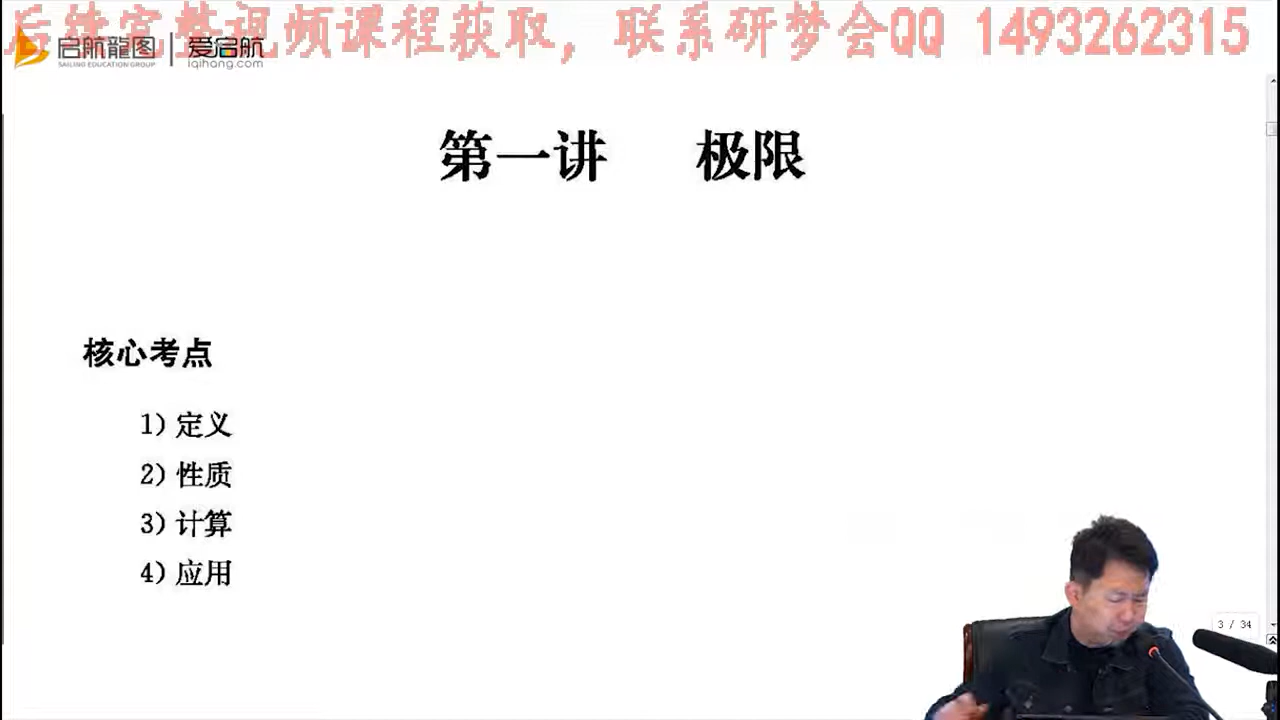 后续完整视频课程获取，联系研梦会QQ 1493262315
启航龍图 | 爱启航
SAILING EDUCATION GROUP iqihang.com
第一讲 极限
核心考点
1) 定义
2) 性质
3) 计算
4) 应用
3 / 34